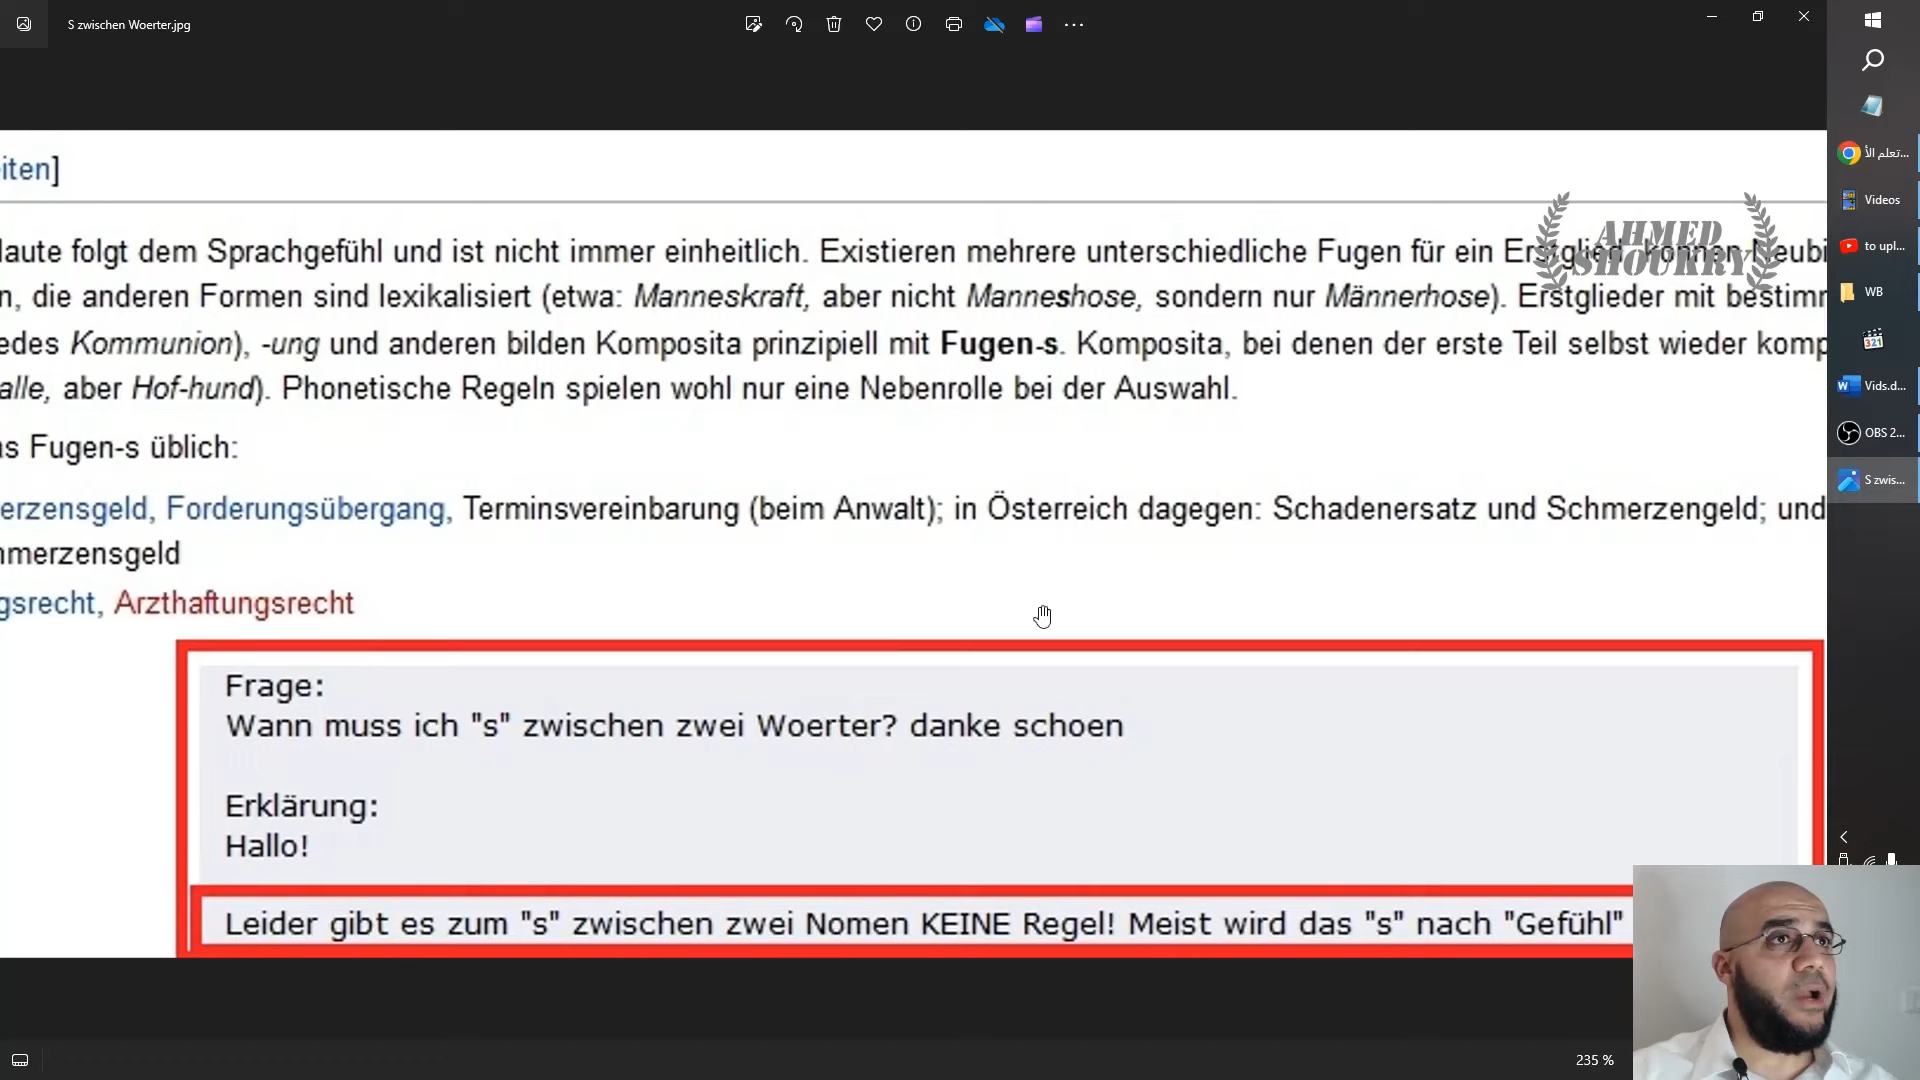 S zwischen Woerter.jpg
eiten]
laute folgt dem Sprachgefühl und ist nicht immer einheitlich. Existieren mehrere unterschiedliche Fugen für ein Erstglied, können Neubi
n, die anderen Formen sind lexikalisiert (etwa: Manneskraft, aber nicht Manneshose, sondern nur Männerhose). Erstglieder mit bestimm
edes Kommunion), -ung und anderen bilden Komposita prinzipiell mit Fugen-s. Komposita, bei denen der erste Teil selbst wieder komp
alle, aber Hof-hund). Phonetische Regeln spielen wohl nur eine Nebenrolle bei der Auswahl.
as Fugen-s üblich:
erzensgeld, Forderungsübergang, Terminsvereinbarung (beim Anwalt); in Österreich dagegen: Schadenersatz und Schmerzengeld; und
hmerzensgeld
gsrecht, Arzthaftungsrecht
Frage:
Wann muss ich "s" zwischen zwei Woerter? danke schoen
Erklärung:
Hallo!
Leider gibt es zum "s" zwischen zwei Nomen KEINE Regel! Meist wird das "s" nach "Gefühl"
AHMED
SHOUKRY
تعلم الأ...
Videos
to upl...
WB
321
Vids.d...
OBS 2...
S zwis...
235 %